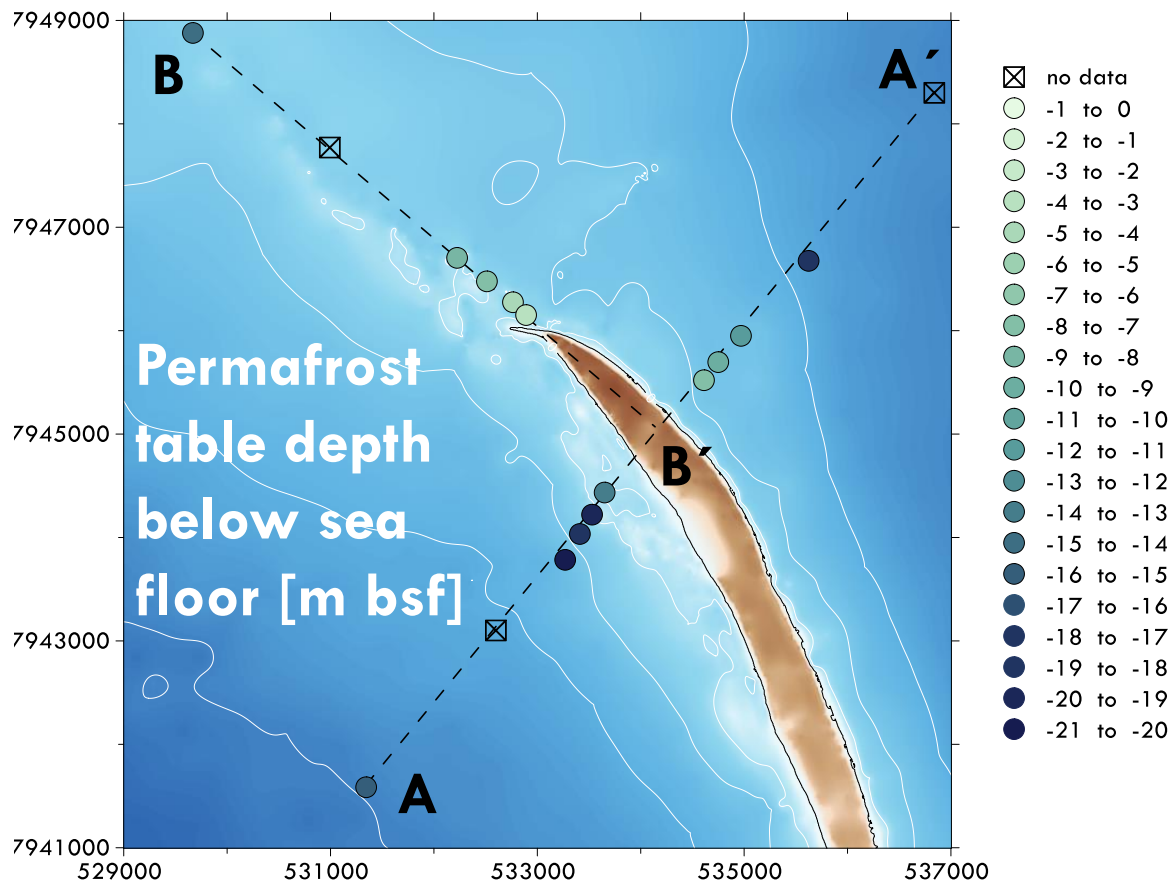 7949000
B
A´
no data
-1 to 0
-2 to -1
-3 to -2
-4 to -3
-5 to -4
-6 to -5
-7 to -6
-8 to -7
-9 to -8
-10 to -9
-11 to -10
-12 to -11
-13 to -12
-14 to -13
-15 to -14
-16 to -15
-17 to -16
-18 to -17
-19 to -18
-20 to -19
-21 to -20
7947000
Permafrost
table depth
below sea
floor [m bsf]
7945000
B´
7943000
A
7941000
529000 531000 533000 535000 537000